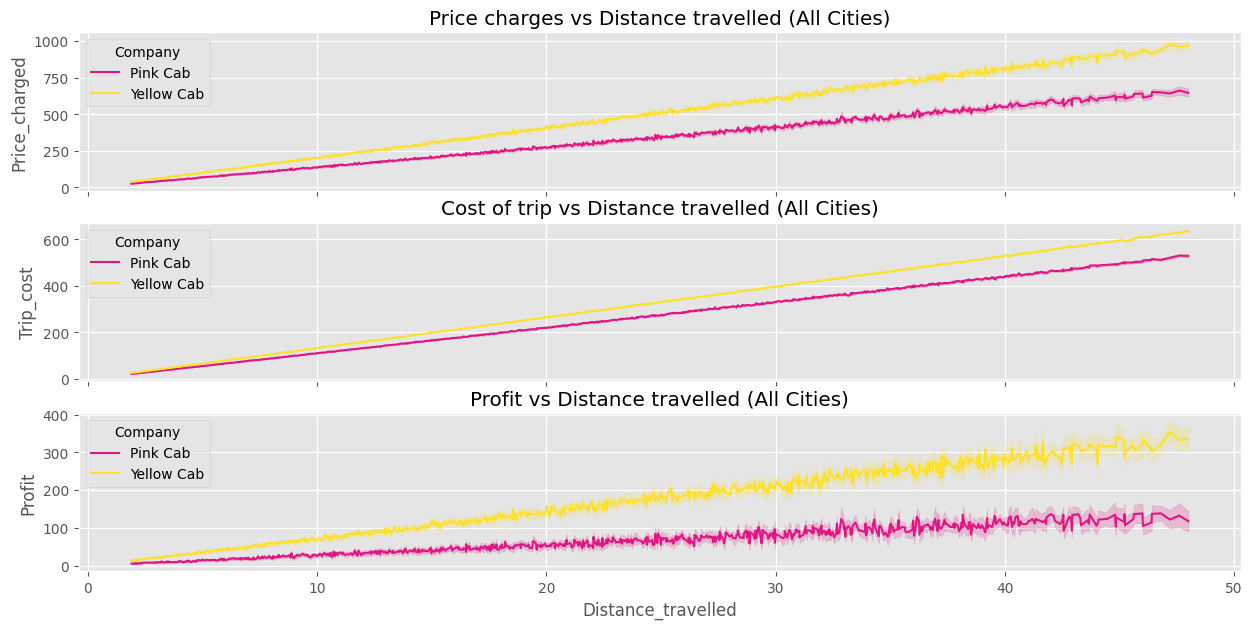 Price charges vs Distance travelled (All Cities)
Price_charged
1000
750
500
250
0
Company
Pink Cab
Yellow Cab
Cost of trip vs Distance travelled (All Cities)
Trip_cost
600
400
200
0
Company
Pink Cab
Yellow Cab
Profit vs Distance travelled (All Cities)
Profit
400
300
200
100
0
Company
Pink Cab
Yellow Cab
0 10 20 30 40 50
Distance_travelled